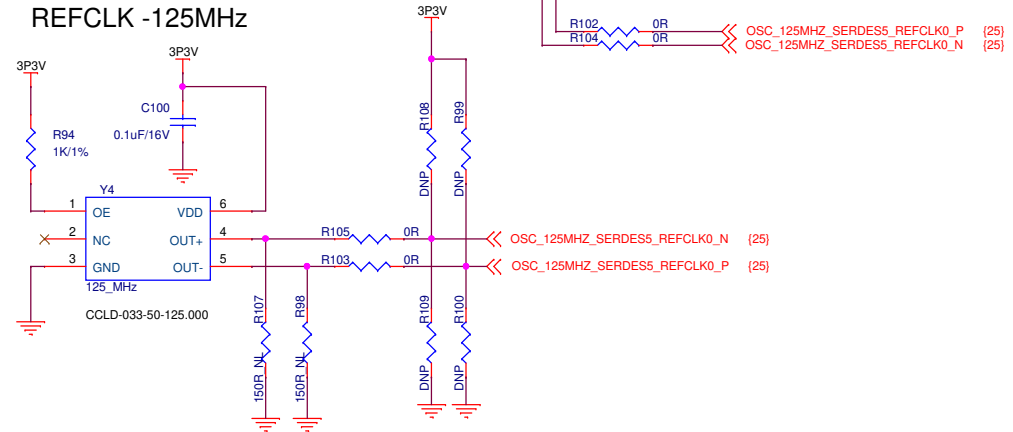 REFCLK -125MHz
3P3V
R102 0R OSC_125MHZ_SERDES5_REFCLK0_P {25}
R104 0R OSC_125MHZ_SERDES5_REFCLK0_N {25}
3P3V
3P3V
C100
0.1uF/16V
R94
1K/1%
R108
R99
DNP
DNP
Y4
1 OE VDD 6
2 NC OUT+ 4
3 GND OUT- 5
125_MHz
CCLD-033-50-125.000
R105 0R OSC_125MHZ_SERDES5_REFCLK0_N {25}
R103 0R OSC_125MHZ_SERDES5_REFCLK0_P {25}
R107
R98
R109
R100
150R_NL
150R_NL
DNP
DNP